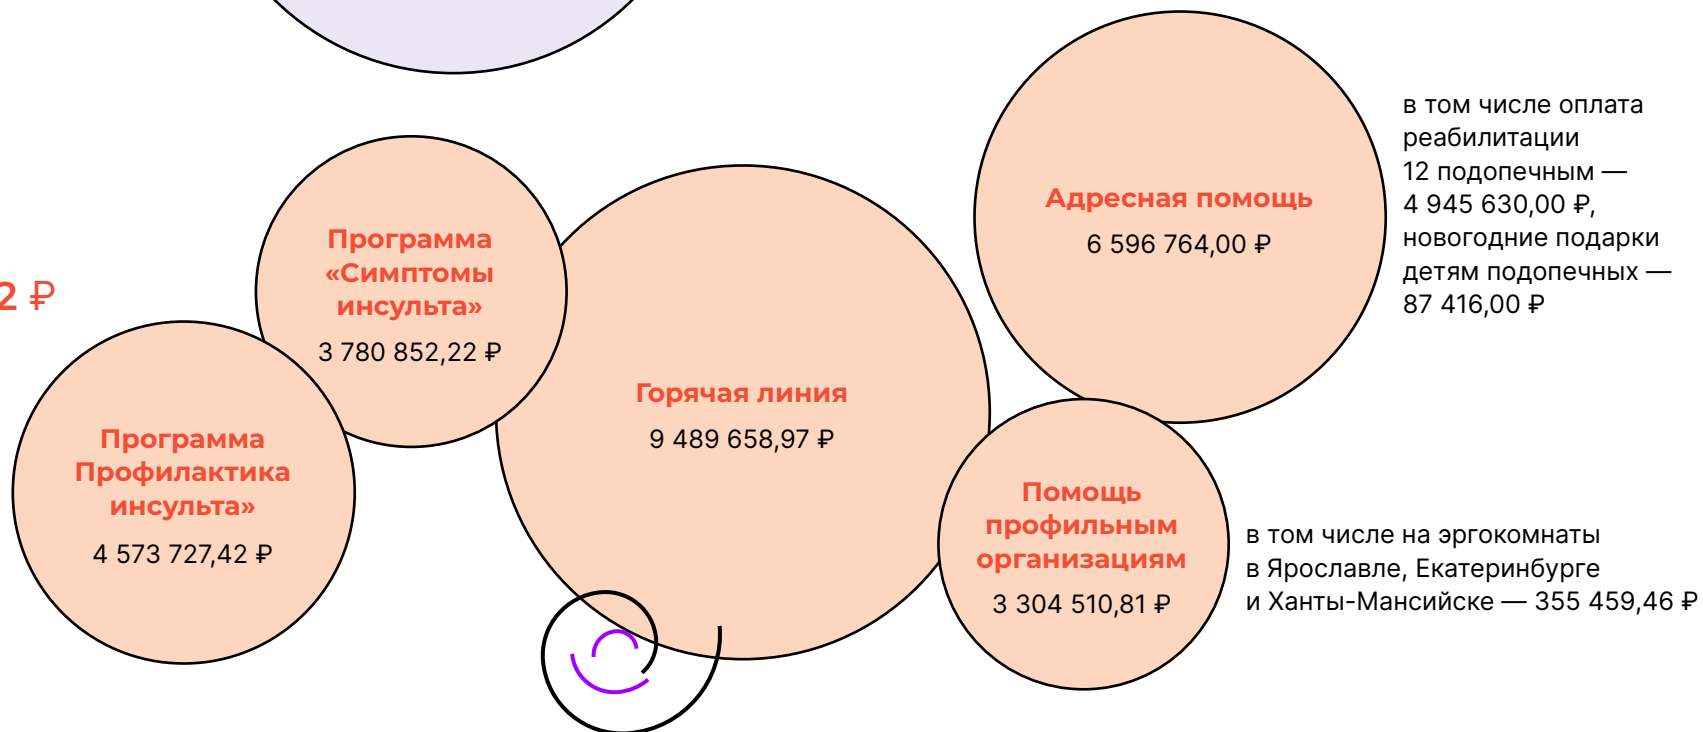 2 ₽
Программа
«Симптомы
инсульта»
3 780 852,22 ₽
Программа
Профилактика
инсульта»
4 573 727,42 ₽
Горячая линия
9 489 658,97 ₽
Адресная помощь
6 596 764,00 ₽
в том числе оплата
реабилитации
12 подопечным —
4 945 630,00 ₽,
новогодние подарки
детям подопечных —
87 416,00 ₽
Помощь
профильным
организациям
3 304 510,81 ₽
в том числе на эргокомнаты
в Ярославле, Екатеринбурге
и Ханты-Мансийске — 355 459,46 ₽